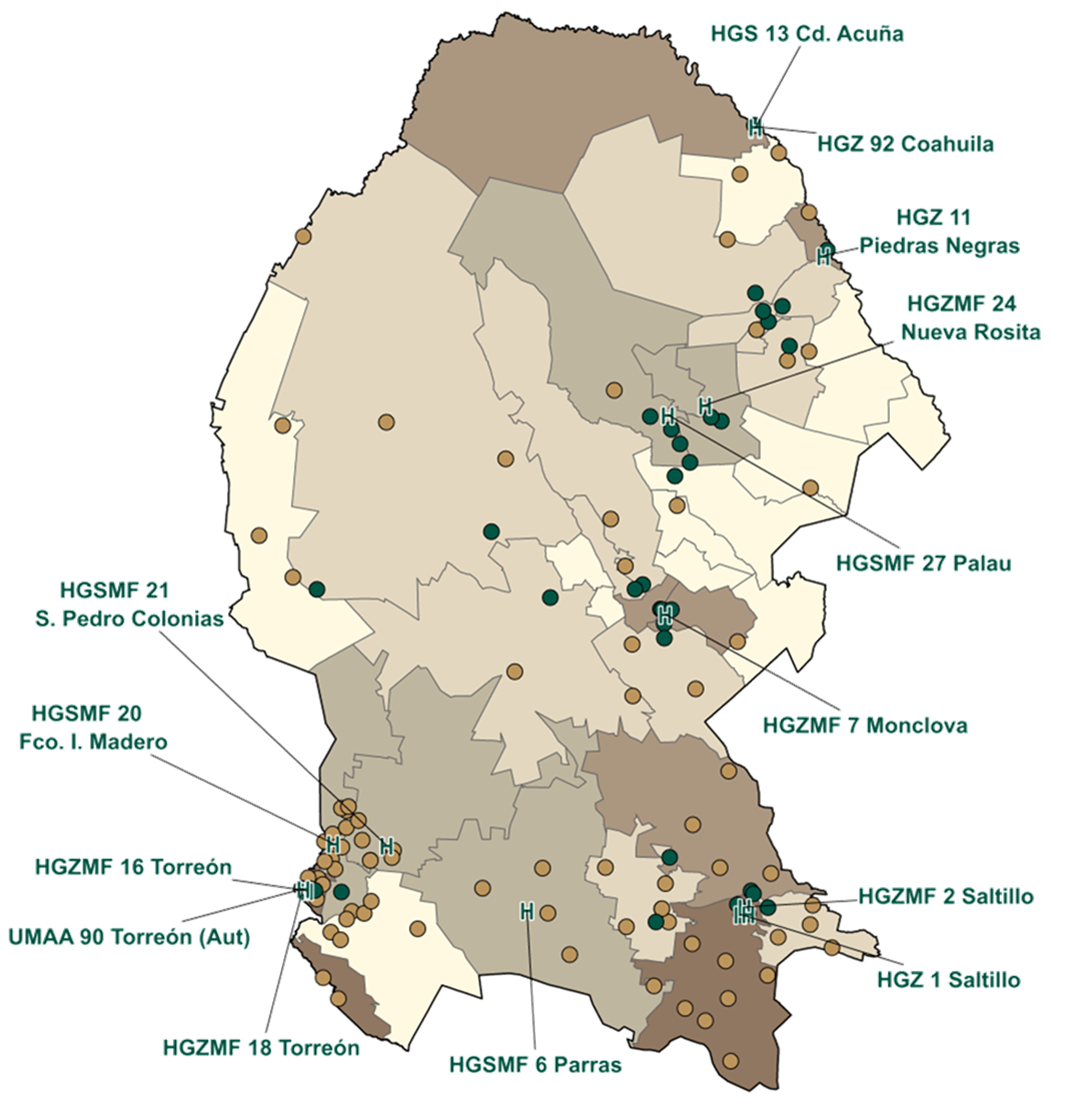 HGS 13 Cd. Acuña
HGZ 92 Coahuila
HGZ 11
Piedras Negras
HGZMF 24
Nueva Rosita
HGSMF 27 Palau
HGSMF 21
S. Pedro Colonias
HGZMF 7 Monclova
HGSMF 20
Fco. I. Madero
HGZMF 16 Torreón
HGZMF 2 Saltillo
UMAA 90 Torreón (Aut)
HGZ 1 Saltillo
HGZMF 18 Torreón
HGSMF 6 Parras